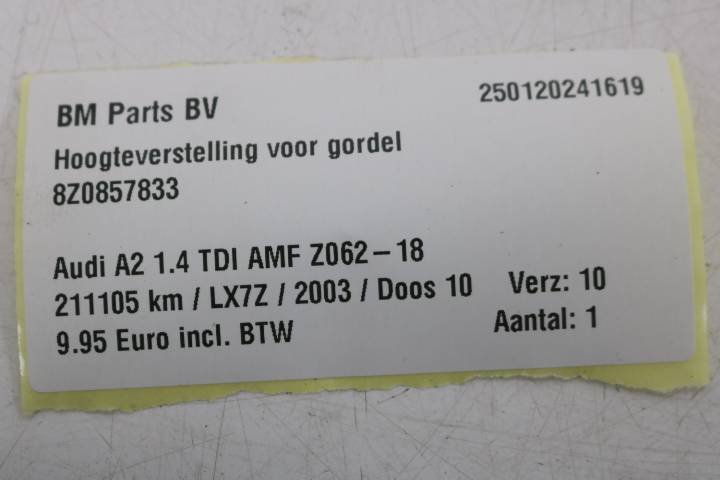 BM Parts BV 250120241619
Hoogteverstelling voor gordel
8Z0857833
Audi A2 1.4 TDI AMF Z062-18
211105 km / LX7Z / 2003 / Doos 10 Verz: 10
9.95 Euro incl. BTW Aantal: 1